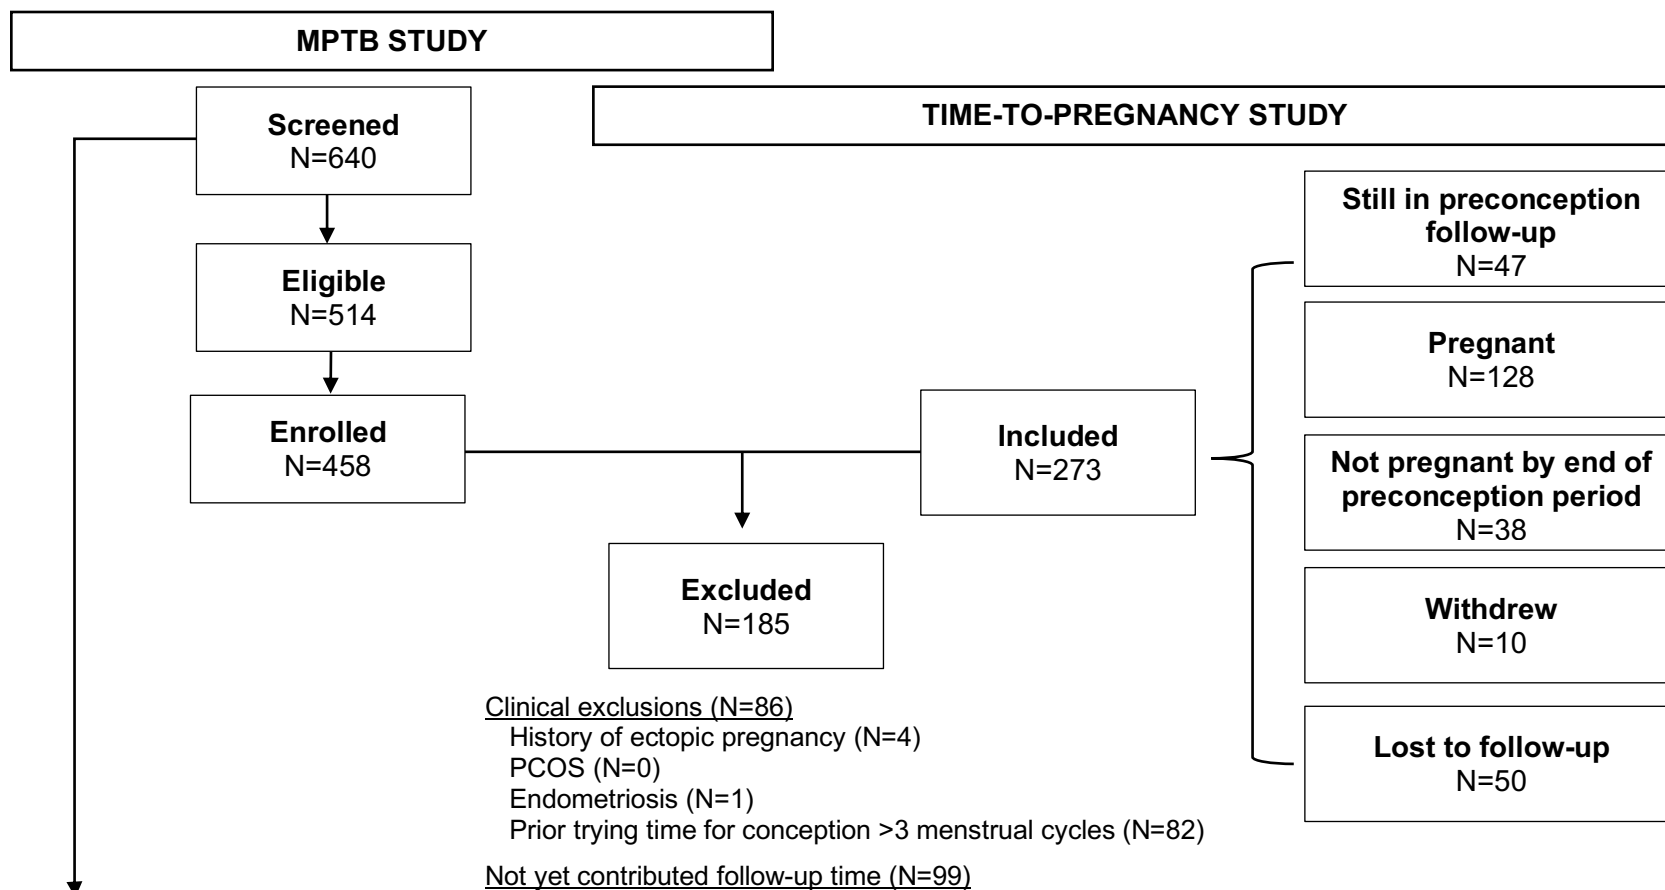 MPTB STUDY
TIME-TO-PREGNANCY STUDY
Screened
N=640
Eligible
N=514
Enrolled
N=458
Excluded
N=185
Clinical exclusions (N=86)
History of ectopic pregnancy (N=4)
PCOS (N=0)
Endometriosis (N=1)
Prior trying time for conception >3 menstrual cycles (N=82)
Not yet contributed follow-up time (N=99)
Included
N=273
Still in preconception
follow-up
N=47
Pregnant
N=128
Not pregnant by end of
preconception period
N=38
Withdrew
N=10
Lost to follow-up
N=50